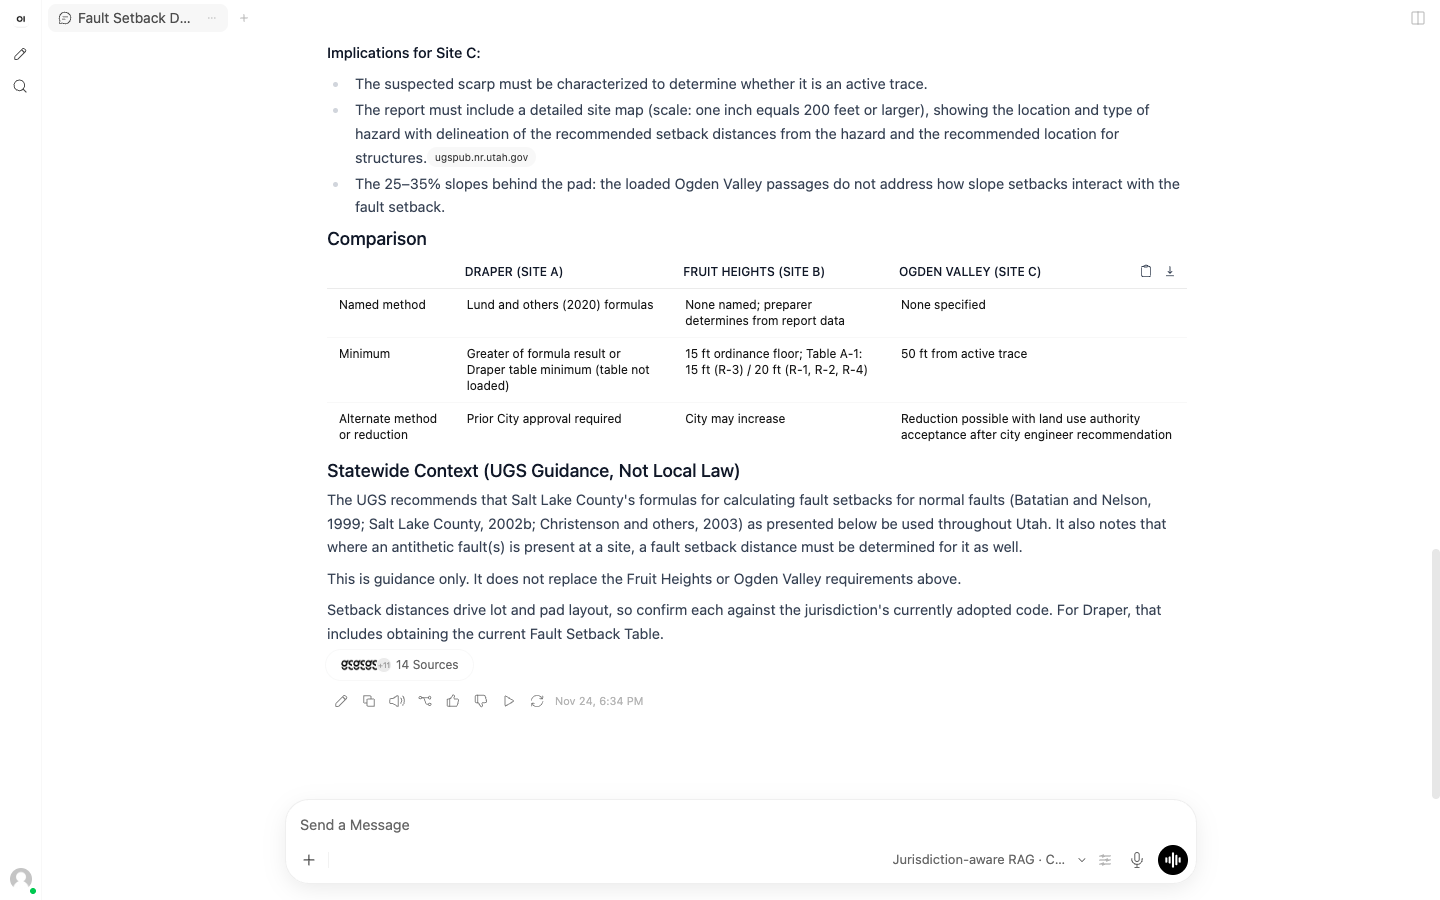 OI
Fault Setback D...
Implications for Site C:
The suspected scarp must be characterized to determine whether it is an active trace.
The report must include a detailed site map (scale: one inch equals 200 feet or larger), showing the location and type of
hazard with delineation of the recommended setback distances from the hazard and the recommended location for
structures. ugspub.nr.utah.gov
The 25–35% slopes behind the pad: the loaded Ogden Valley passages do not address how slope setbacks interact with the
fault setback.
Comparison
DRAPER (SITE A) FRUIT HEIGHTS (SITE B) OGDEN VALLEY (SITE C)
Named method Lund and others (2020) formulas None named; preparer None specified
determines from report data
Minimum Greater of formula result or 15 ft ordinance floor; Table A-1: 50 ft from active trace
Draper table minimum (table not 15 ft (R-3) / 20 ft (R-1, R-2, R-4)
loaded)
Alternate method Prior City approval required City may increase Reduction possible with land use authority
or reduction acceptance after city engineer recommendation
Statewide Context (UGS Guidance, Not Local Law)
The UGS recommends that Salt Lake County's formulas for calculating fault setbacks for normal faults (Batatian and Nelson,
1999; Salt Lake County, 2002b; Christenson and others, 2003) as presented below be used throughout Utah. It also notes that
where an antithetic fault(s) is present at a site, a fault setback distance must be determined for it as well.
This is guidance only. It does not replace the Fruit Heights or Ogden Valley requirements above.
Setback distances drive lot and pad layout, so confirm each against the jurisdiction's currently adopted code. For Draper, that
includes obtaining the current Fault Setback Table.
+11 14 Sources
Nov 24, 6:34 PM
Send a Message
Jurisdiction-aware RAG · C...